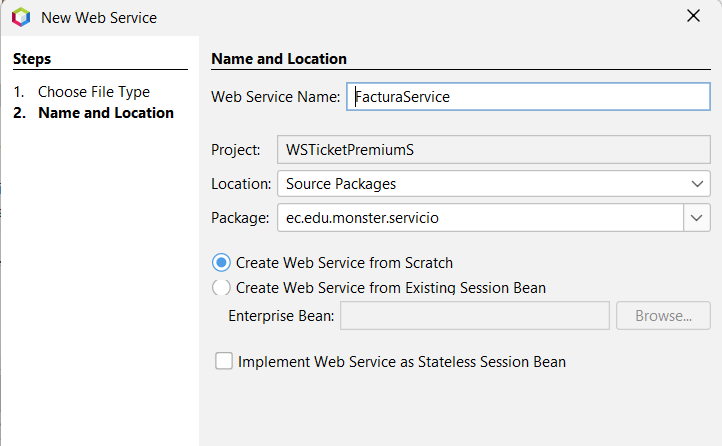 New Web Service
Steps
1. Choose File Type
2. Name and Location
Name and Location
Web Service Name: FacturaService
Project: WSTicketPremiumS
Location: Source Packages
Package: ec.edu.monster.servicio
Create Web Service from Scratch
Create Web Service from Existing Session Bean
Enterprise Bean:
Browse...
Implement Web Service as Stateless Session Bean